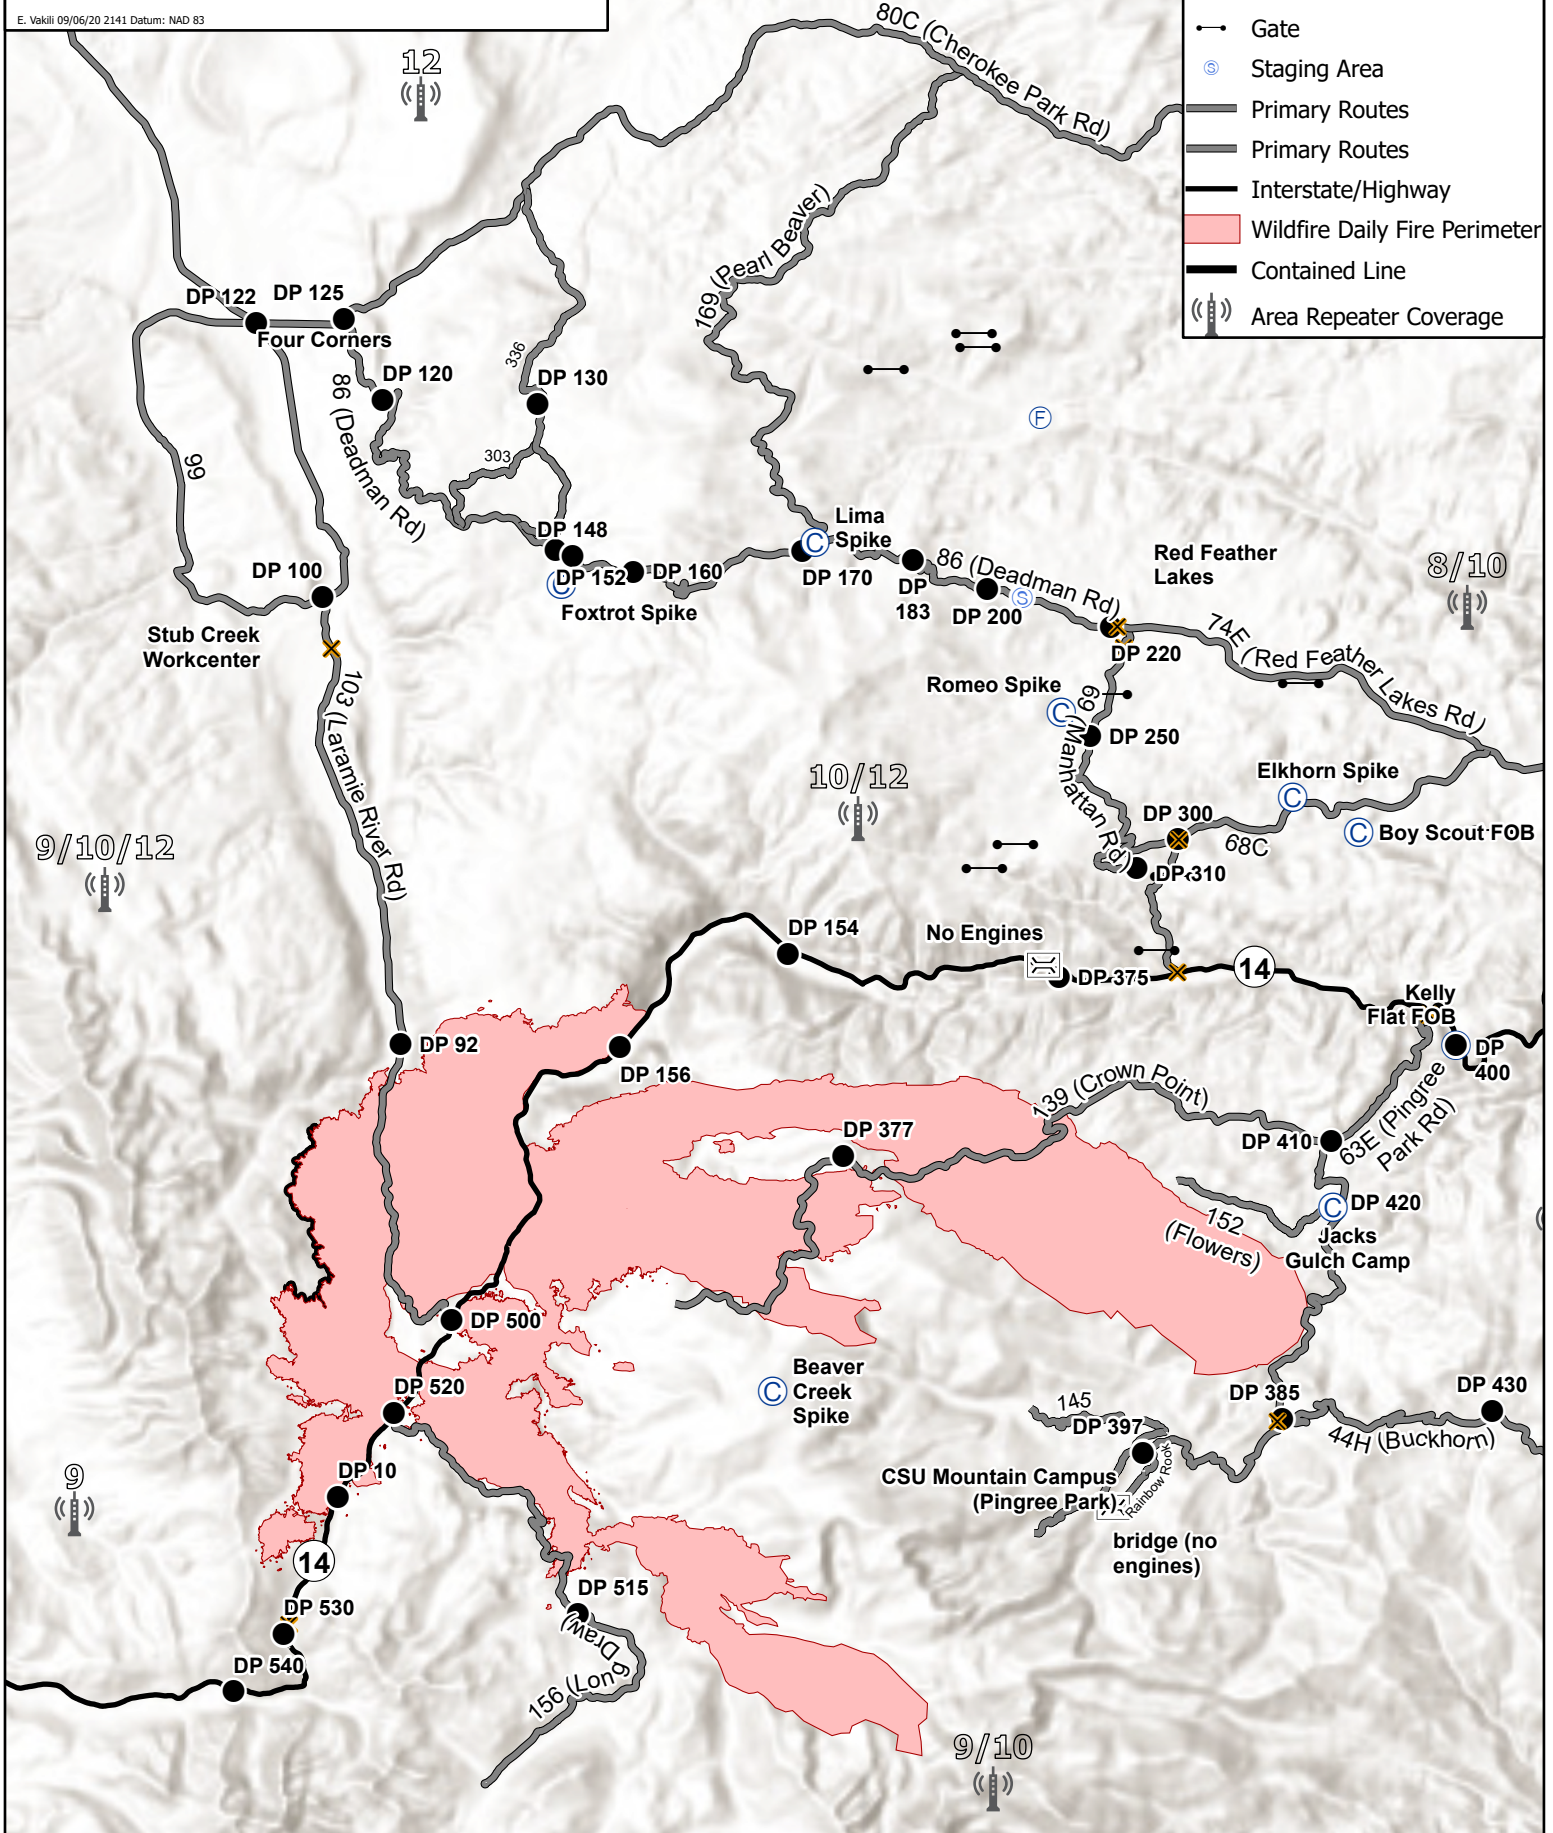 E. Vakili 09/06/20 2141 Datum: NAD 83
Gate
S
Staging Area
Primary Routes
Primary Routes
Interstate/Highway
Wildfire Daily Fire Perimeter
Contained Line
Area Repeater Coverage
80C (Cherokee Park Rd)
12
169 (Pearl Beaver)
DP 122
DP 125
Four Corners
DP 120
336
DP 130
F
86 (Deadman Rd)
99
303
Lima
Spike
C
DP 148
DP 152
C
DP 160
DP 170
DP
183
86 (Deadman Rd)
DP 200
S
Red Feather
Lakes
8/10
DP 100
Foxtrot Spike
Stub Creek
Workcenter
DP 220
74E (Red Feather Lakes Rd)
Romeo Spike
C
69 (Manhattan Rd)
DP 250
103 (Laramie River Rd)
10/12
Elkhorn Spike
C
DP 300
68C
C
Boy Scout FOB
9/10/12
DP 310
DP 154
No Engines
DP 375
14
Kelly
Flat FOB
DP
400
DP 92
DP 156
139 (Crown Point)
DP 377
DP 410
63E (Pingree
Park Rd)
152
(Flowers)
C
DP 420
Jacks
Gulch Camp
DP 500
Beaver
Creek
Spike
C
DP 520
145
DP 397
DP 385
DP 430
44H (Buckhorn)
DP 10
9
CSU Mountain Campus
(Pingree Park)
Rainbow Rook
bridge (no
engines)
14
DP 530
DP 515
DP 540
156 (Long Draw)
9/10